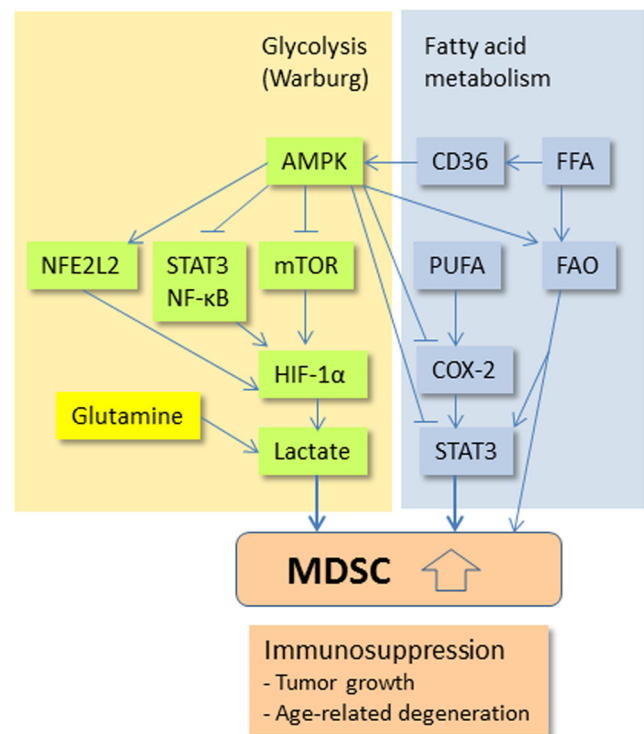 Glycolysis
(Warburg)
Fatty acid
metabolism
AMPK
CD36
FFA
NFE2L2
STAT3
NF-κB
mTOR
PUFA
FAO
HIF-1α
COX-2
Glutamine
Lactate
STAT3
MDSC
Immunosuppression
- Tumor growth
- Age-related degeneration